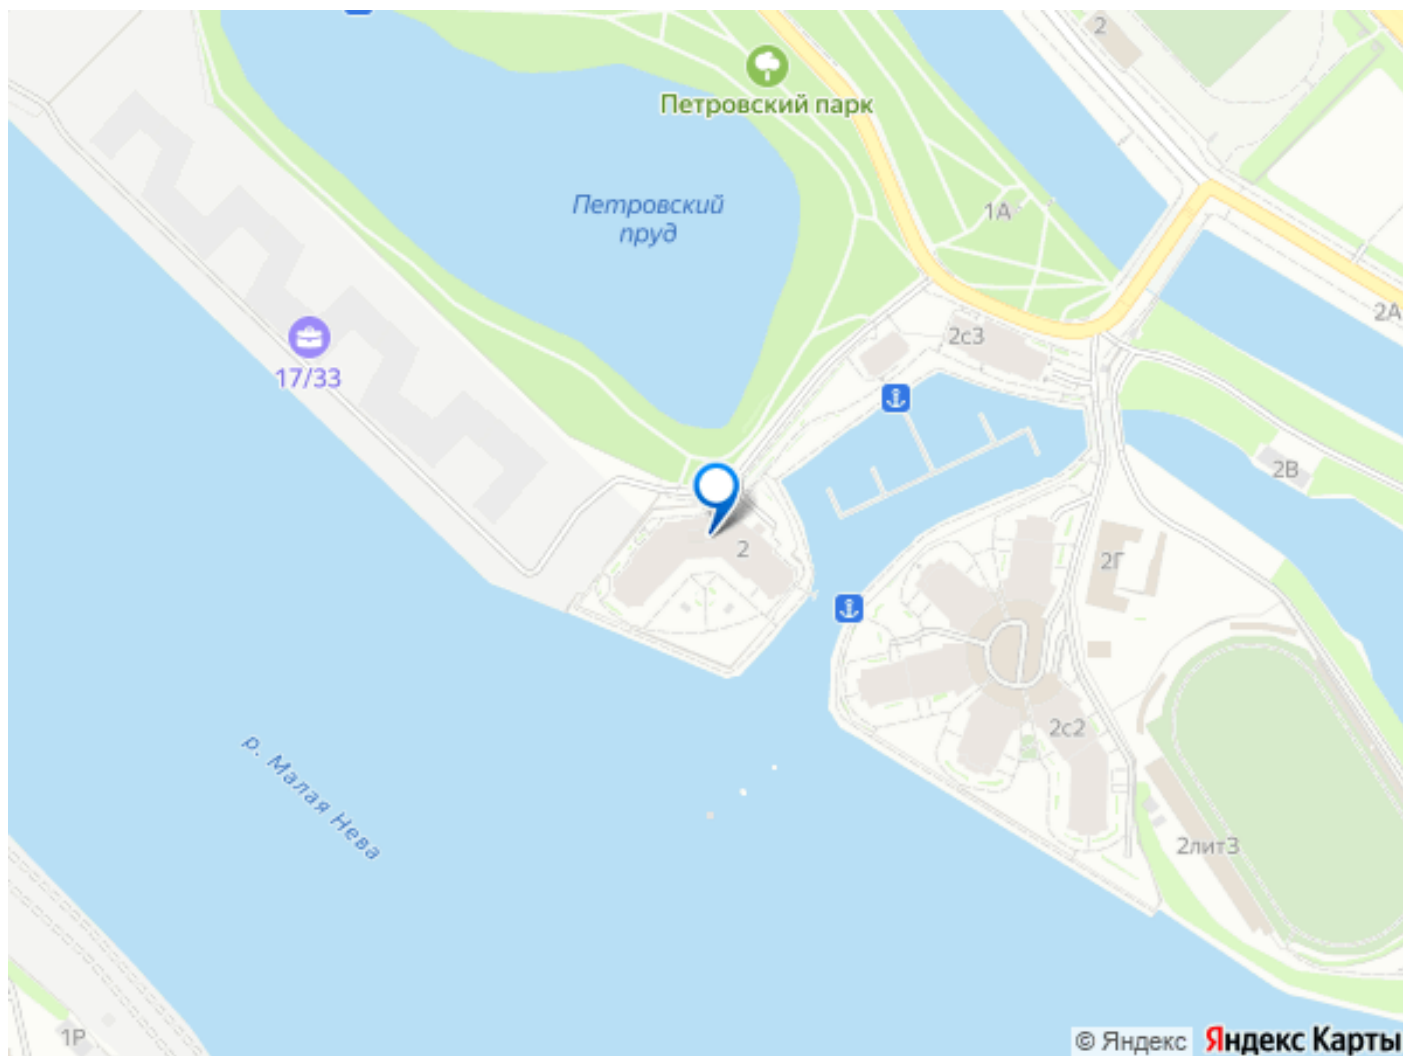 2
Петровский парк
Петровский
пруд
1А
2А
2с3
17/33
2В
2
2Г
2с2
р. Малая Нева
2лит3
1Р
© Яндекс Яндекс Карты